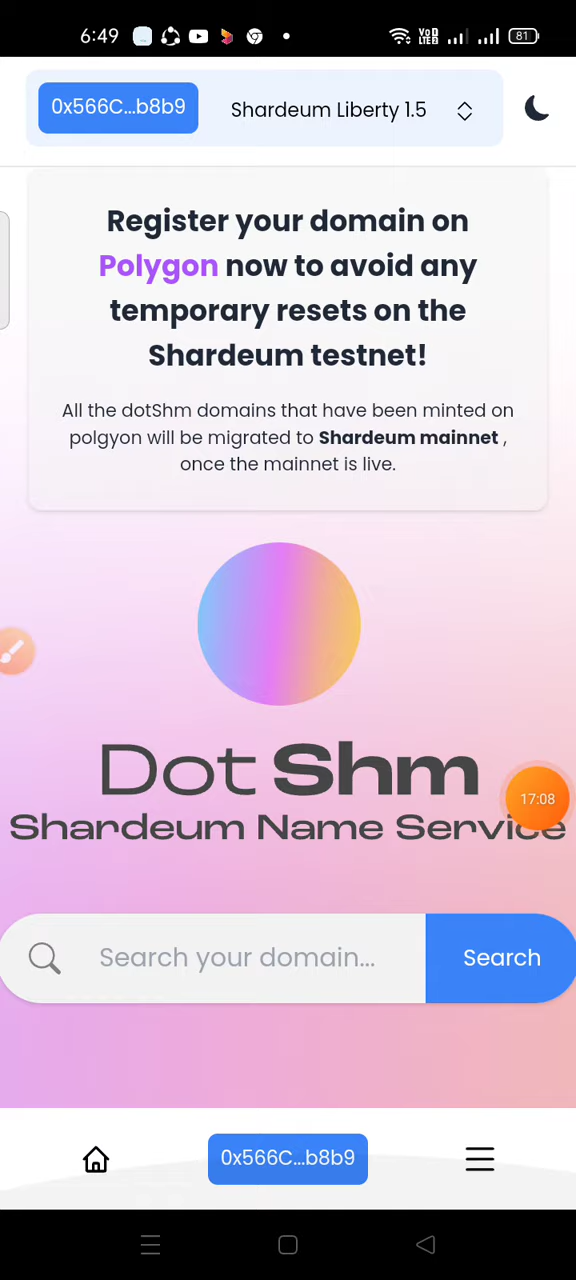 6:49
Vo
LTE 2
81
0x566C...b8b9
Shardeum Liberty 1.5
Register your domain on
Polygon now to avoid any
temporary resets on the
Shardeum testnet!
All the dotShm domains that have been minted on
polgyon will be migrated to Shardeum mainnet ,
once the mainnet is live.
Dot Shm
17:08
Shardeum Name Service
Search your domain...
Search
0x566C...b8b9